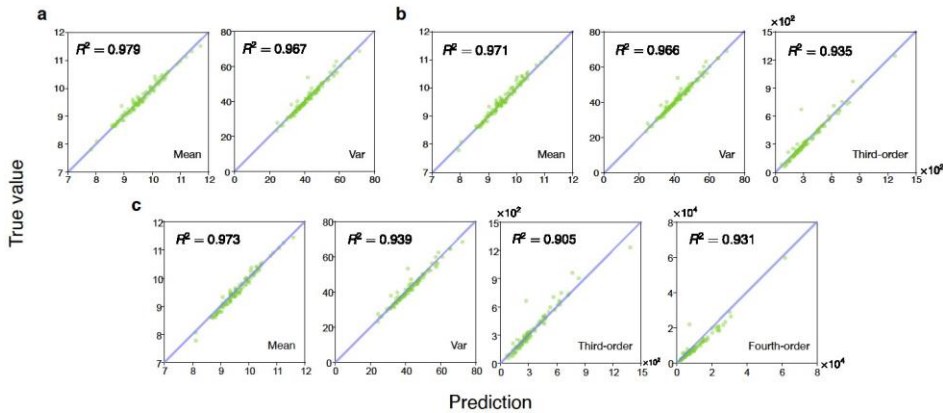 a
b
R² = 0.979
12
11
10
9
8
7
7 8 9 10 11 12
Mean
R² = 0.967
80
60
40
20
0
0 20 40 60 80
Var
R² = 0.971
12
11
10
9
8
7
7 8 9 10 11 12
Mean
R² = 0.966
80
60
40
20
0
0 20 40 60 80
Var
×10²
R² = 0.935
15
12
9
6
3
0
0 3 6 9 12 15
×10²
Third-order
True value
c
R² = 0.973
12
11
10
9
8
7
7 8 9 10 11 12
Mean
R² = 0.939
80
60
40
20
0
0 20 40 60 80
Var
×10²
R² = 0.905
15
12
9
6
3
0
0 3 6 9 12 15
×10²
Third-order
×10⁴
R² = 0.931
8
6
4
2
0
0 2 4 6 8
×10⁴
Fourth-order
Prediction